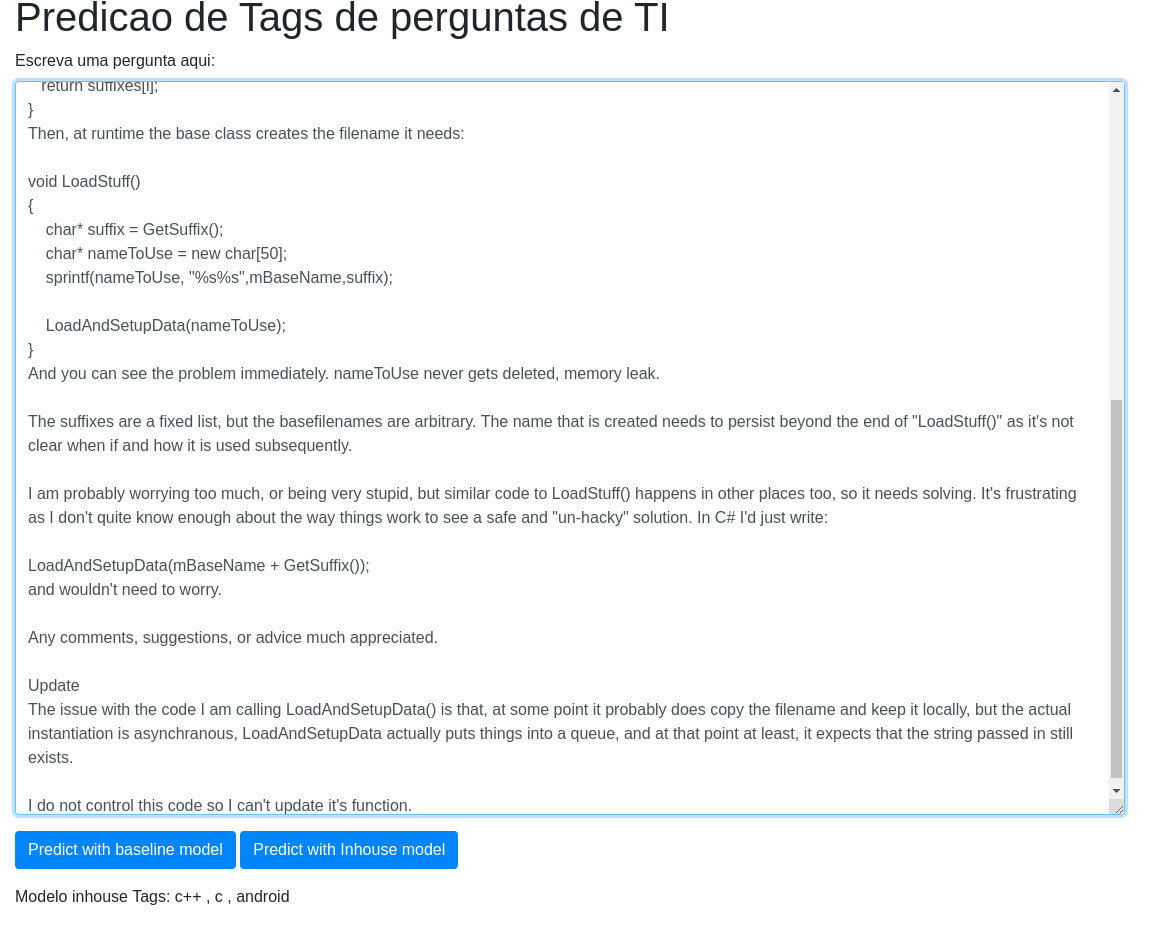 Predicao de Tags de perguntas de TI
Escreva uma pergunta aqui:
return suffixes[i];
}
Then, at runtime the base class creates the filename it needs:
void LoadStuff()
{
char* suffix = GetSuffix();
char* nameToUse = new char[50];
sprintf(nameToUse, "%s%s",mBaseName,suffix);
LoadAndSetupData(nameToUse);
}
And you can see the problem immediately. nameToUse never gets deleted, memory leak.
The suffixes are a fixed list, but the basefilenames are arbitrary. The name that is created needs to persist beyond the end of "LoadStuff()" as it's not
clear when if and how it is used subsequently.
I am probably worrying too much, or being very stupid, but similar code to LoadStuff() happens in other places too, so it needs solving. It's frustrating
as I don't quite know enough about the way things work to see a safe and "un-hacky" solution. In C# I'd just write:
LoadAndSetupData(mBaseName + GetSuffix());
and wouldn't need to worry.
Any comments, suggestions, or advice much appreciated.
Update
The issue with the code I am calling LoadAndSetupData() is that, at some point it probably does copy the filename and keep it locally, but the actual
instantiation is asynchranous, LoadAndSetupData actually puts things into a queue, and at that point at least, it expects that the string passed in still
exists.
I do not control this code so I can't update it's function.
Predict with baseline model Predict with Inhouse model
Modelo inhouse Tags: c++ , c , android